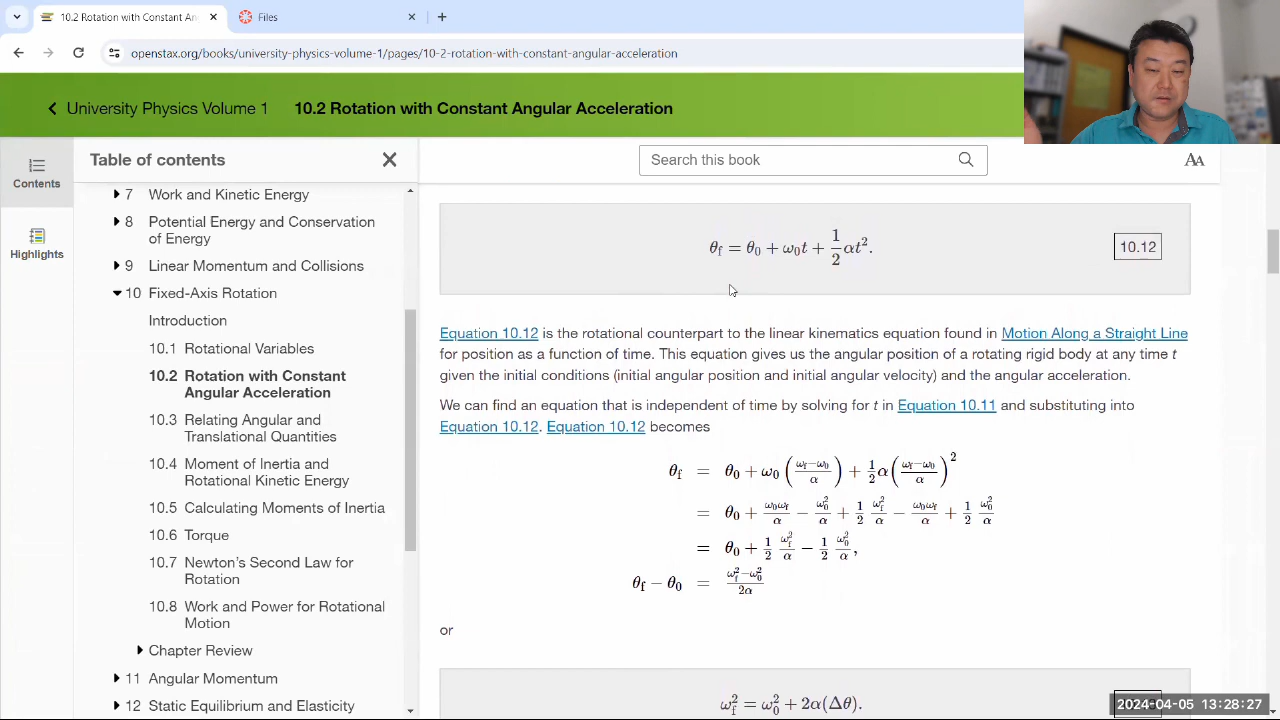 10.2 Rotation with Constant Ang
Files
openstax.org/books/university-physics-volume-1/pages/10-2-rotation-with-constant-angular-acceleration
University Physics Volume 1 10.2 Rotation with Constant Angular Acceleration
Contents
Highlights
Table of contents
7 Work and Kinetic Energy
8 Potential Energy and Conservation
of Energy
9 Linear Momentum and Collisions
10 Fixed-Axis Rotation
Introduction
10.1 Rotational Variables
10.2 Rotation with Constant
Angular Acceleration
10.3 Relating Angular and
Translational Quantities
10.4 Moment of Inertia and
Rotational Kinetic Energy
10.5 Calculating Moments of Inertia
10.6 Torque
10.7 Newton's Second Law for
Rotation
10.8 Work and Power for Rotational
Motion
Chapter Review
11 Angular Momentum
12 Static Equilibrium and Elasticity
Search this book
AA
θf = θ0 + ω0t + 1/2 αt². 10.12
Equation 10.12 is the rotational counterpart to the linear kinematics equation found in Motion Along a Straight Line
for position as a function of time. This equation gives us the angular position of a rotating rigid body at any time t
given the initial conditions (initial angular position and initial angular velocity) and the angular acceleration.
We can find an equation that is independent of time by solving for t in Equation 10.11 and substituting into
Equation 10.12. Equation 10.12 becomes
θf = θ0 + ω0 ((ωf−ω0)/α) + 1/2 α((ωf−ω0)/α)²
= θ0 + ω0ωf/α − ω0²/α + 1/2 ωf²/α − ω0ωf/α + 1/2 ω0²/α
= θ0 + 1/2 ωf²/α − 1/2 ω0²/α,
θf − θ0 = (ωf²−ω0²)/2α
or
ωf² = ω0² + 2α(Δθ).
2024-04-05 13:28:27